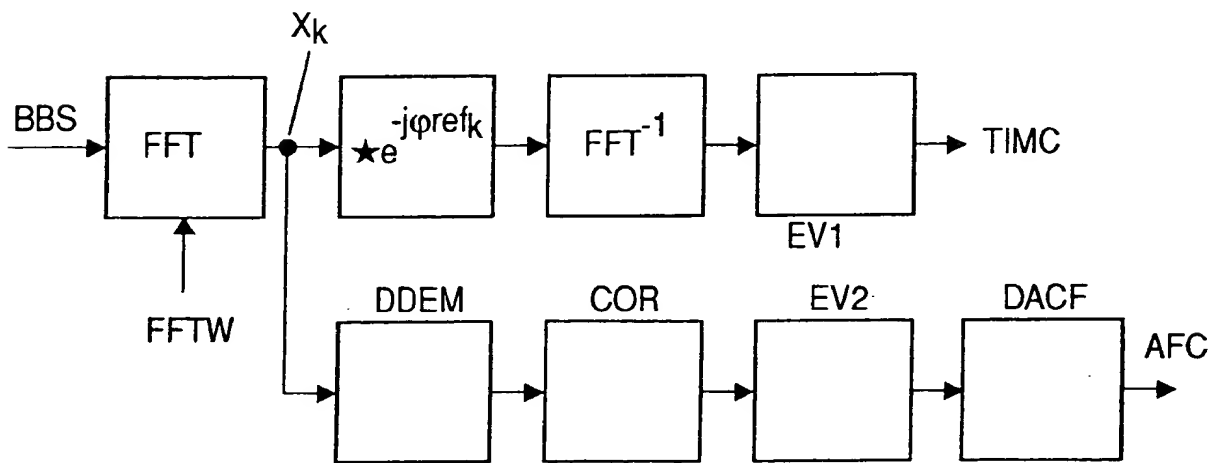 Xk
BBS
FFT
★e^-jφrefk
FFT^-1
TIMC
EV1
FFTW
DDEM
COR
EV2
DACF
AFC